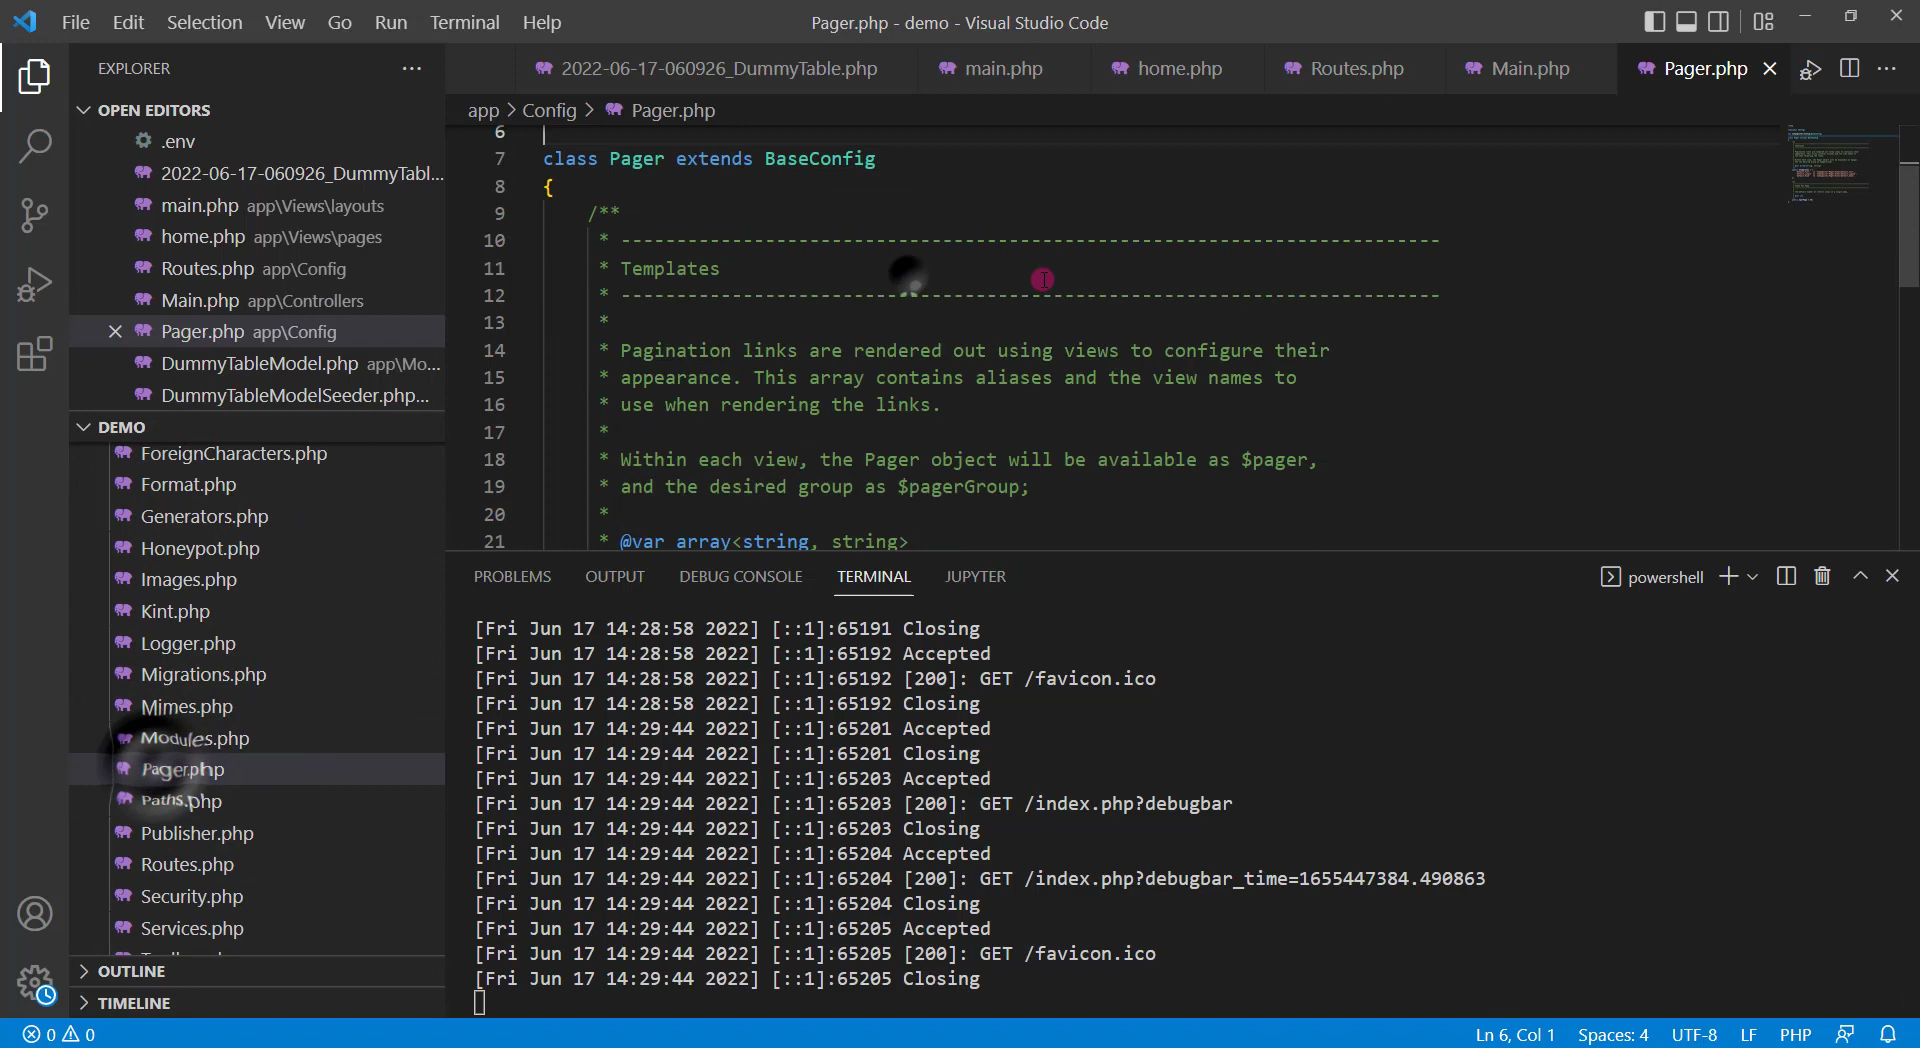 File Edit Selection View Go Run Terminal Help
Pager.php - demo - Visual Studio Code
EXPLORER
OPEN EDITORS
.env
2022-06-17-060926_DummyTabl...
main.php app\Views\layouts
home.php app\Views\pages
Routes.php app\Config
Main.php app\Controllers
Pager.php app\Config
DummyTableModel.php app\Mo...
DummyTableModelSeeder.php...
DEMO
ForeignCharacters.php
Format.php
Generators.php
Honeypot.php
Images.php
Kint.php
Logger.php
Migrations.php
Mimes.php
Modules.php
Pager.php
Paths.php
Publisher.php
Routes.php
Security.php
Services.php
OUTLINE
TIMELINE
2022-06-17-060926_DummyTable.php
main.php
home.php
Routes.php
Main.php
Pager.php
app > Config > Pager.php
6
7 class Pager extends BaseConfig
8 {
9 /**
10 * --------------------------------------------------------------------------
11 * Templates
12 * --------------------------------------------------------------------------
13 *
14 * Pagination links are rendered out using views to configure their
15 * appearance. This array contains aliases and the view names to
16 * use when rendering the links.
17 *
18 * Within each view, the Pager object will be available as $pager,
19 * and the desired group as $pagerGroup;
20 *
21 * @var array<string, string>
PROBLEMS OUTPUT DEBUG CONSOLE TERMINAL JUPYTER
powershell
[Fri Jun 17 14:28:58 2022] [::1]:65191 Closing
[Fri Jun 17 14:28:58 2022] [::1]:65192 Accepted
[Fri Jun 17 14:28:58 2022] [::1]:65192 [200]: GET /favicon.ico
[Fri Jun 17 14:28:58 2022] [::1]:65192 Closing
[Fri Jun 17 14:29:44 2022] [::1]:65201 Accepted
[Fri Jun 17 14:29:44 2022] [::1]:65201 Closing
[Fri Jun 17 14:29:44 2022] [::1]:65203 Accepted
[Fri Jun 17 14:29:44 2022] [::1]:65203 [200]: GET /index.php?debugbar
[Fri Jun 17 14:29:44 2022] [::1]:65203 Closing
[Fri Jun 17 14:29:44 2022] [::1]:65204 Accepted
[Fri Jun 17 14:29:44 2022] [::1]:65204 [200]: GET /index.php?debugbar_time=1655447384.490863
[Fri Jun 17 14:29:44 2022] [::1]:65204 Closing
[Fri Jun 17 14:29:44 2022] [::1]:65205 Accepted
[Fri Jun 17 14:29:44 2022] [::1]:65205 [200]: GET /favicon.ico
[Fri Jun 17 14:29:44 2022] [::1]:65205 Closing
0 0
Ln 6, Col 1 Spaces: 4 UTF-8 LF PHP